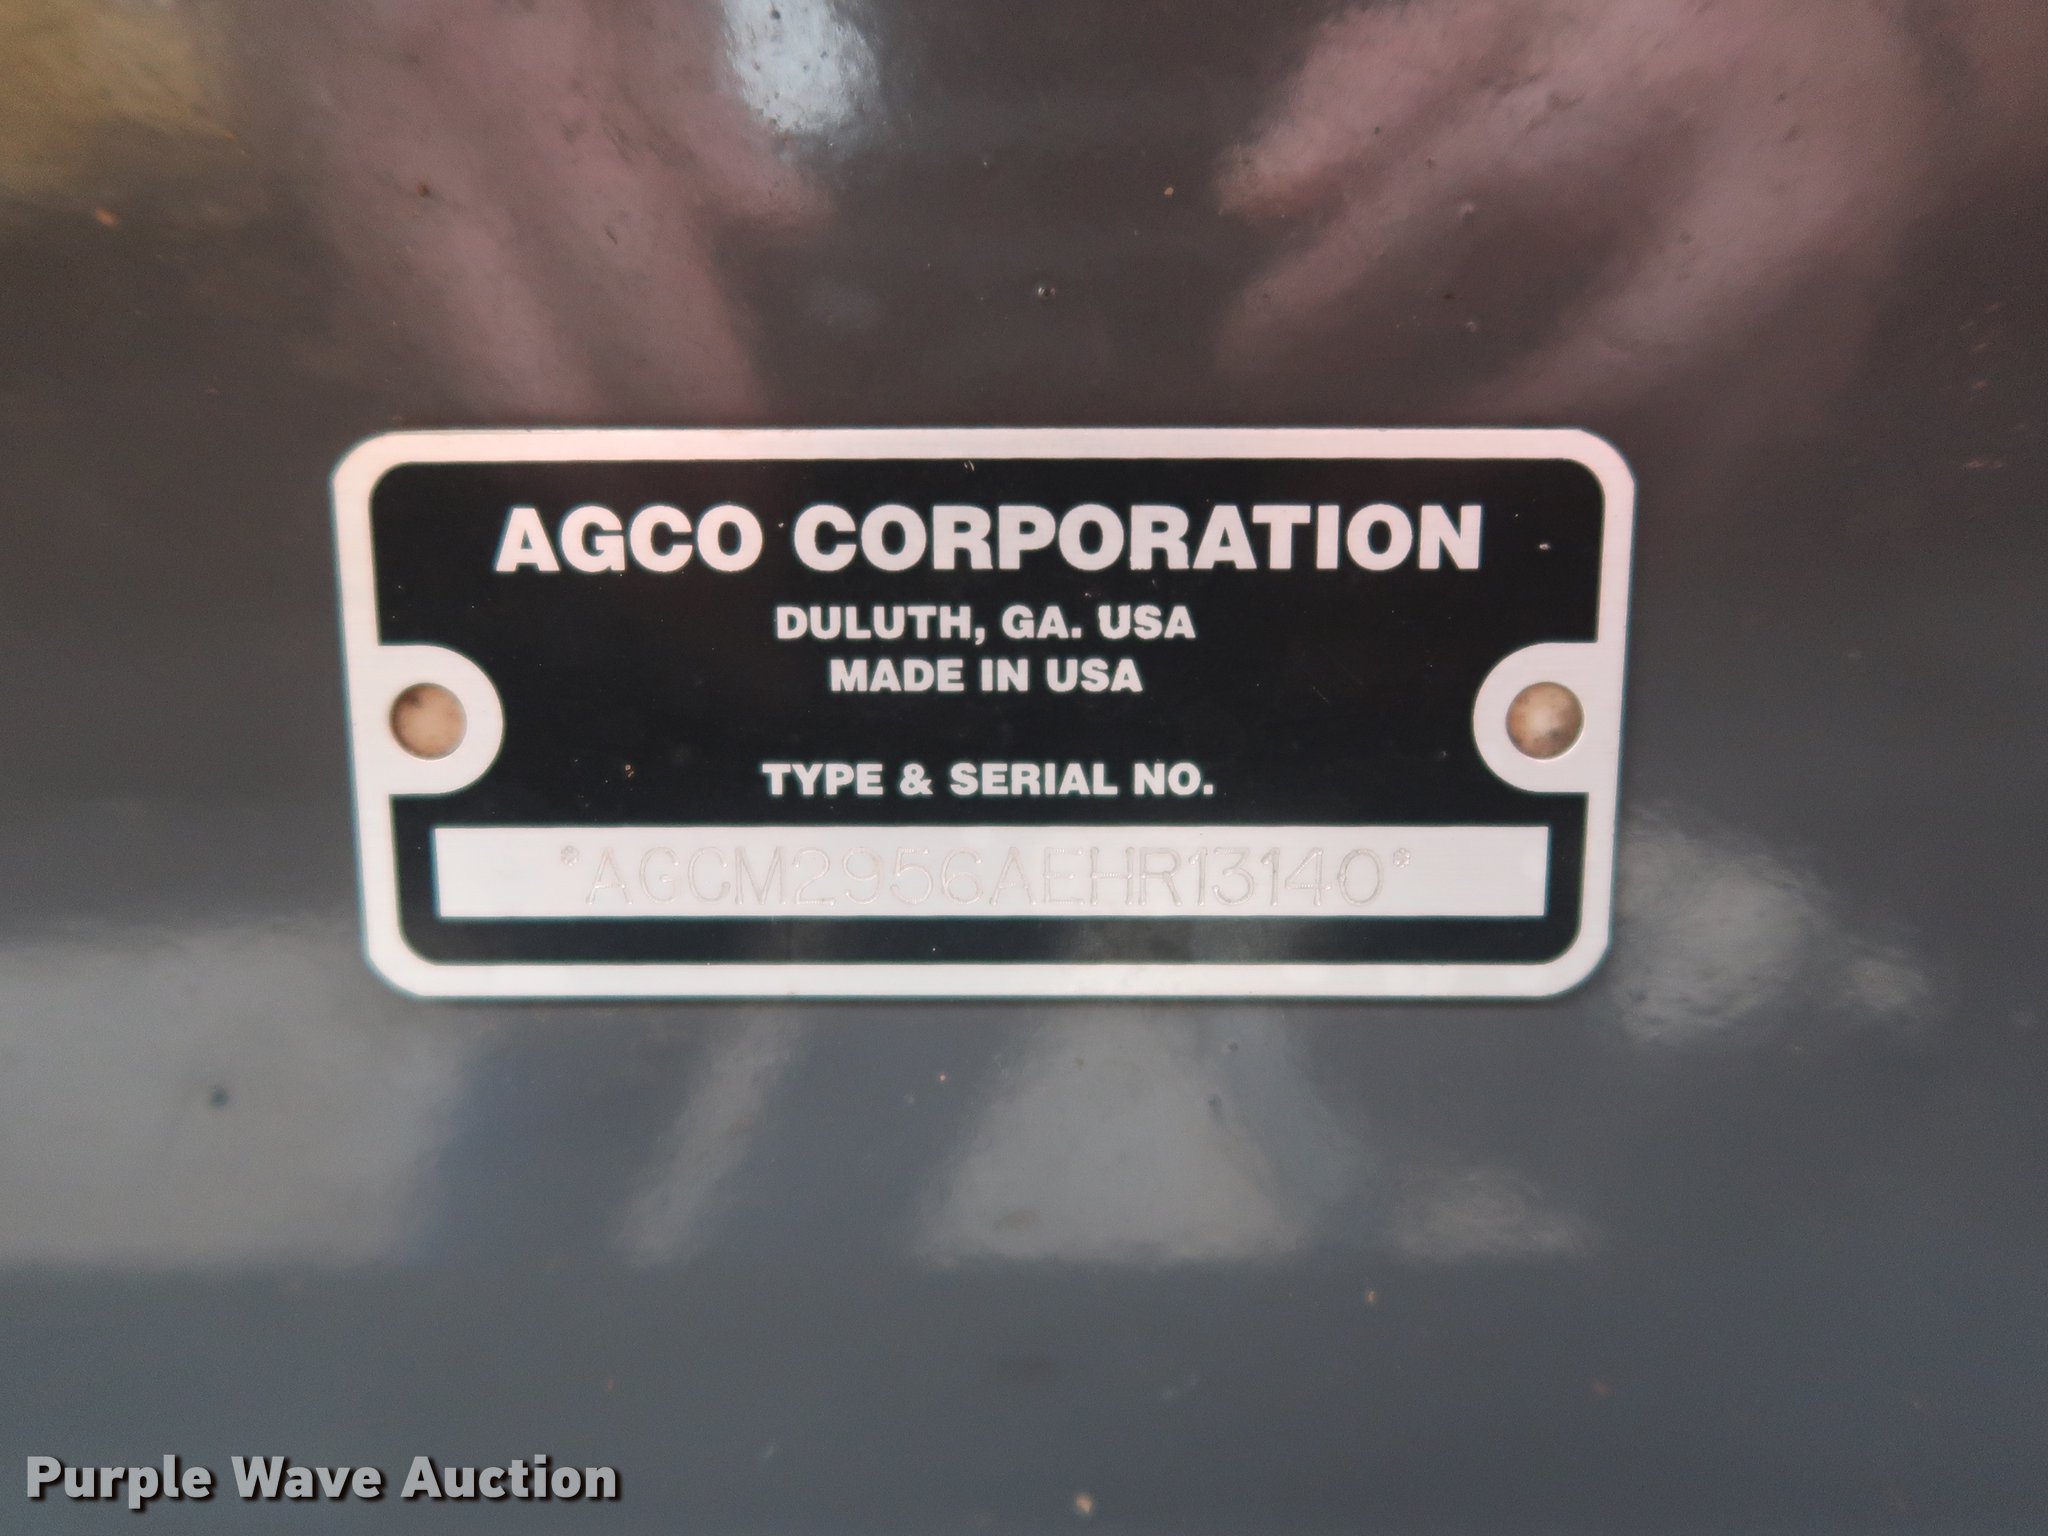 AGCO CORPORATION
DULUTH, GA. USA
MADE IN USA
TYPE & SERIAL NO.
*AGCM2956AEHR13140*
Purple Wave Auction